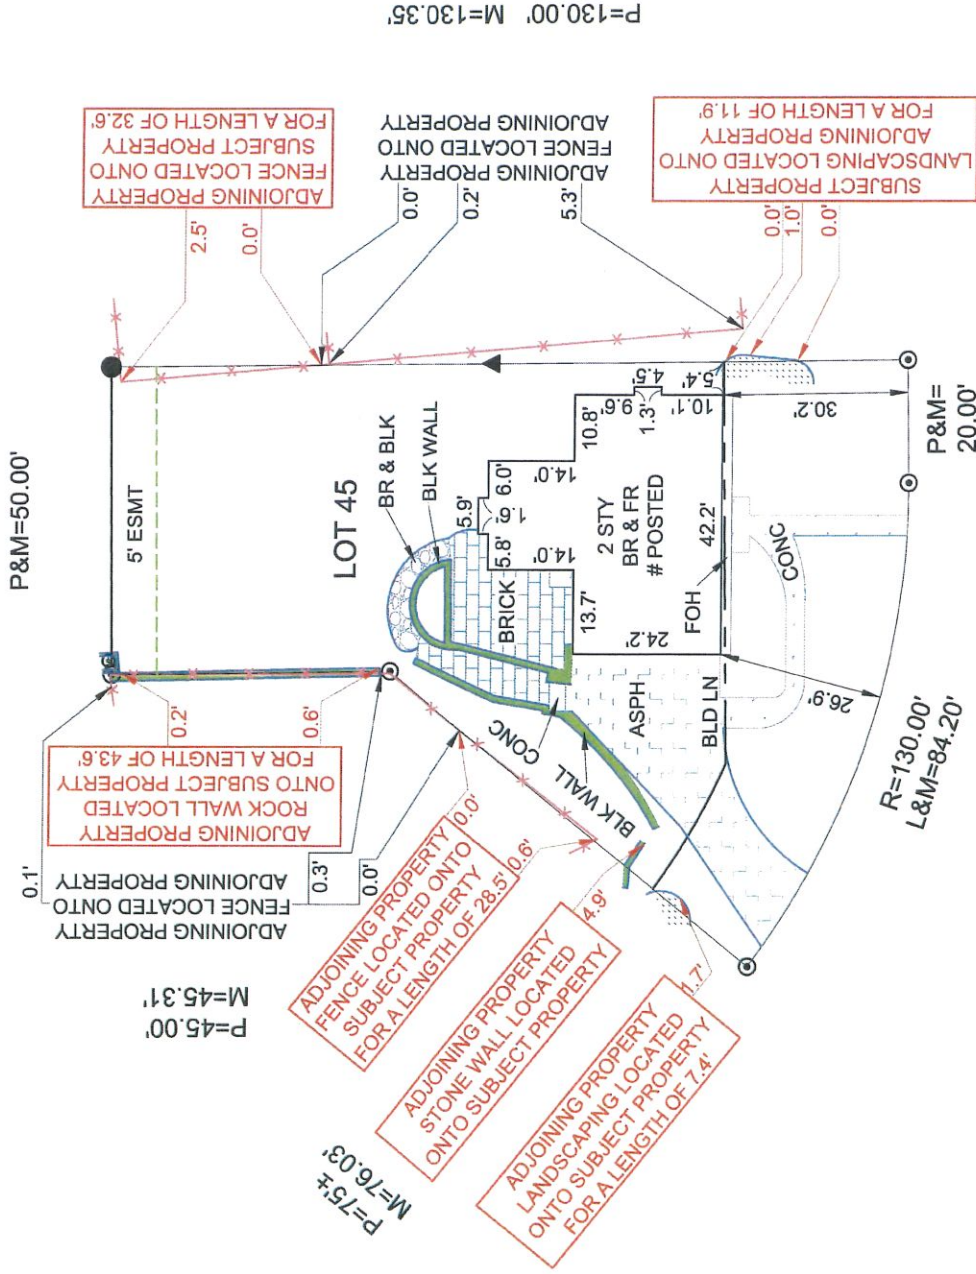 P=130.00' M=130.35'
P&M=50.00'
ADJOINING PROPERTY
FENCE LOCATED ONTO
SUBJECT PROPERTY
FOR A LENGTH OF 32.6'
2.5'
0.0'
ADJOINING PROPERTY
FENCE LOCATED ONTO
ADJOINING PROPERTY
0.0'
0.2'
5.3'
SUBJECT PROPERTY
LANDSCAPING LOCATED ONTO
ADJOINING PROPERTY
FOR A LENGTH OF 11.9'
0.0'
1.0'
0.0'
5' ESMT
LOT 45
BR & BLK
BLK WALL
5.9'
1.6'
6.0'
5.8'
14.0'
14.0'
10.8'
9.6'
4.5'
1.3'
10.1'
5.4'
BRICK
13.7'
2 STY
BR & FR
# POSTED
24.2'
42.2'
FOH
30.2'
P&M=
20.00'
CONC
CONC
ASPH
BLD LN
BLK WALL
26.9'
R=130.00'
L&M=84.20'
ADJOINING PROPERTY
ROCK WALL LOCATED
ONTO SUBJECT PROPERTY
FOR A LENGTH OF 43.6'
0.2'
0.6'
ADJOINING PROPERTY
FENCE LOCATED ONTO
ADJOINING PROPERTY
0.1'
0.3'
0.0'
P=45.00'
M=45.31'
ADJOINING PROPERTY
FENCE LOCATED ONTO
SUBJECT PROPERTY
FOR A LENGTH OF 28.5'
0.0'
0.6'
ADJOINING PROPERTY
STONE WALL LOCATED
ONTO SUBJECT PROPERTY
4.9'
P=75'±
M=76.03'
ADJOINING PROPERTY
LANDSCAPING LOCATED
ONTO SUBJECT PROPERTY
FOR A LENGTH OF 7.4'
1.7'